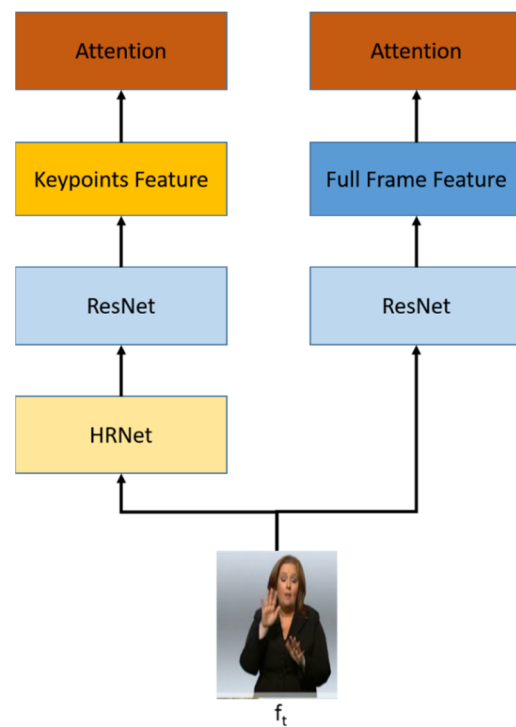 Attention
Attention
Keypoints Feature
Full Frame Feature
ResNet
ResNet
HRNet
fₜ